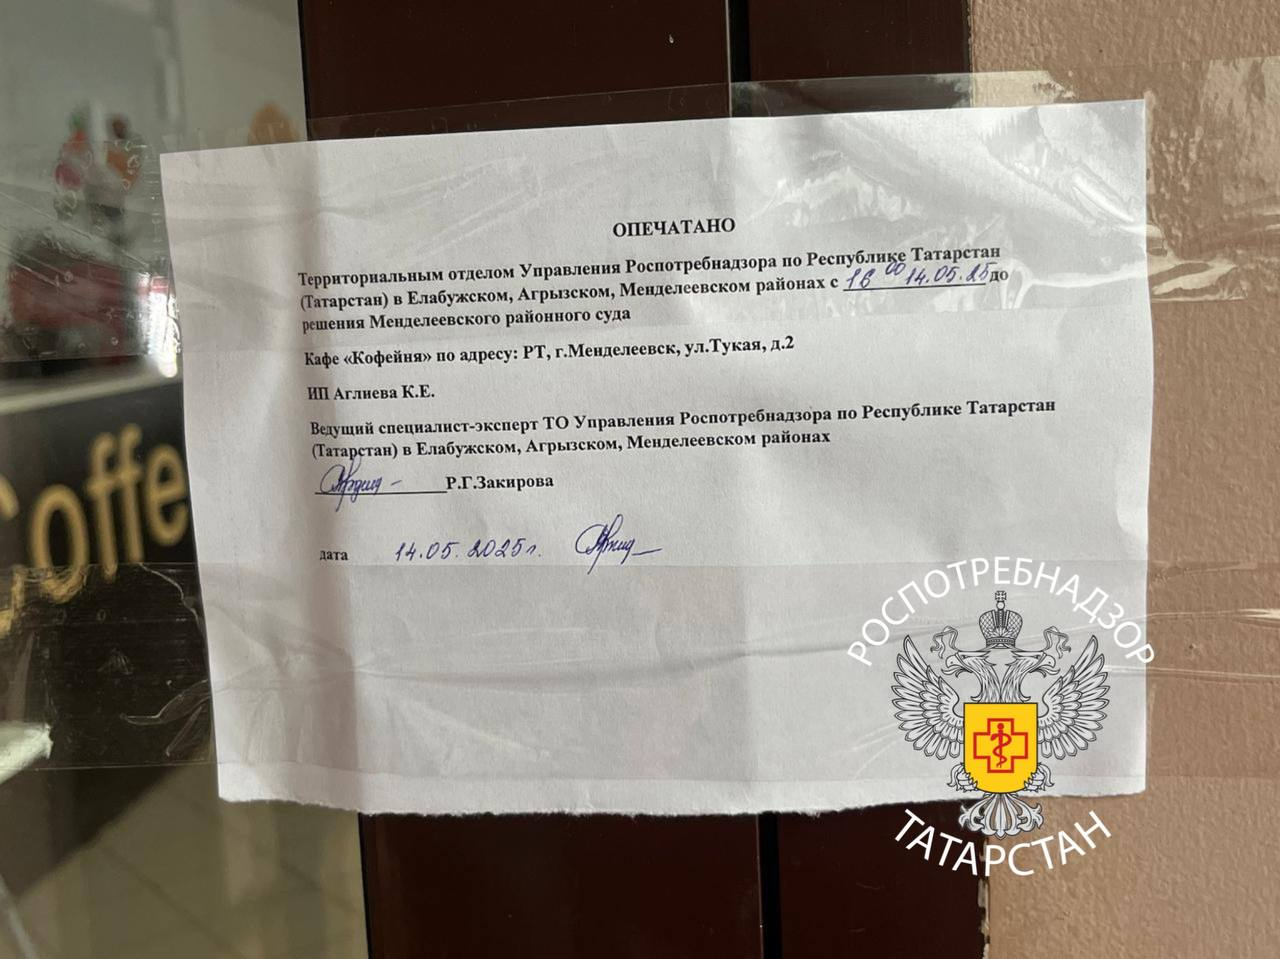 ОПЕЧАТАНО
Территориальным отделом Управления Роспотребнадзора по Республике Татарстан
(Татарстан) в Елабужском, Агрызском, Менделеевском районах с 16 00 14.05.25 до
решения Менделеевского районного суда
Кафе «Кофейня» по адресу: РТ, г.Менделеевск, ул.Тукая, д.2
ИП Аглиева К.Е.
Ведущий специалист-эксперт ТО Управления Роспотребнадзора по Республике Татарстан
(Татарстан) в Елабужском, Агрызском, Менделеевском районах
Р.Г.Закирова
дата 14.05.2025г.
Coffe
РОСПОТРЕБНАДЗОР
ТАТАРСТАН